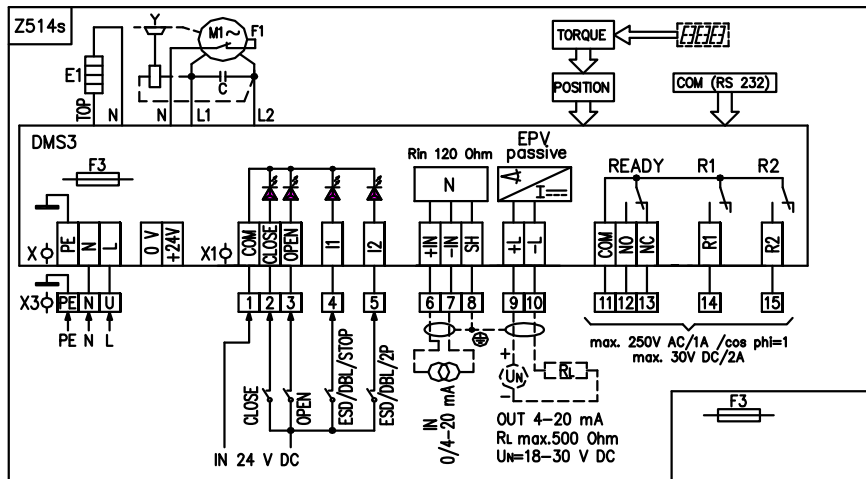 Z514s
Y
M1 ~
F1
E1
TOP
N
N
L1
C
L2
TORQUE
POSITION
COM (RS 232)
DMS3
F3
Rin 120 Ohm
N
EPV
passive
I
READY
R1
R2
X
PE
N
L
0 V
+24V
X1
COM
CLOSE
OPEN
I1
I2
+IN
-IN
SH
+L
-L
COM
NO
NC
R1
R2
X3
PE N U
1 2 3 4 5 6 7 8 9 10 11 12 13 14 15
PE N L
CLOSE
OPEN
ESD/DBL/STOP
ESD/DBL/2P
IN 24 V DC
IN
0/4-20 mA
+
UN
-
RL
OUT 4-20 mA
RL max.500 Ohm
UN=18-30 V DC
max. 250V AC/1A /cos phi=1
max. 30V DC/2A
F3